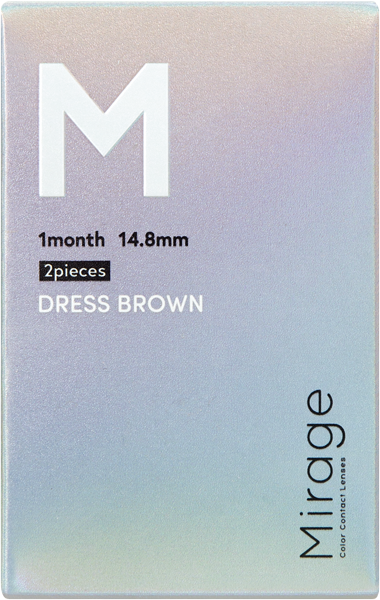 M
1month 14.8mm
2pieces
DRESS BROWN
Mirage
Color Contact Lenses